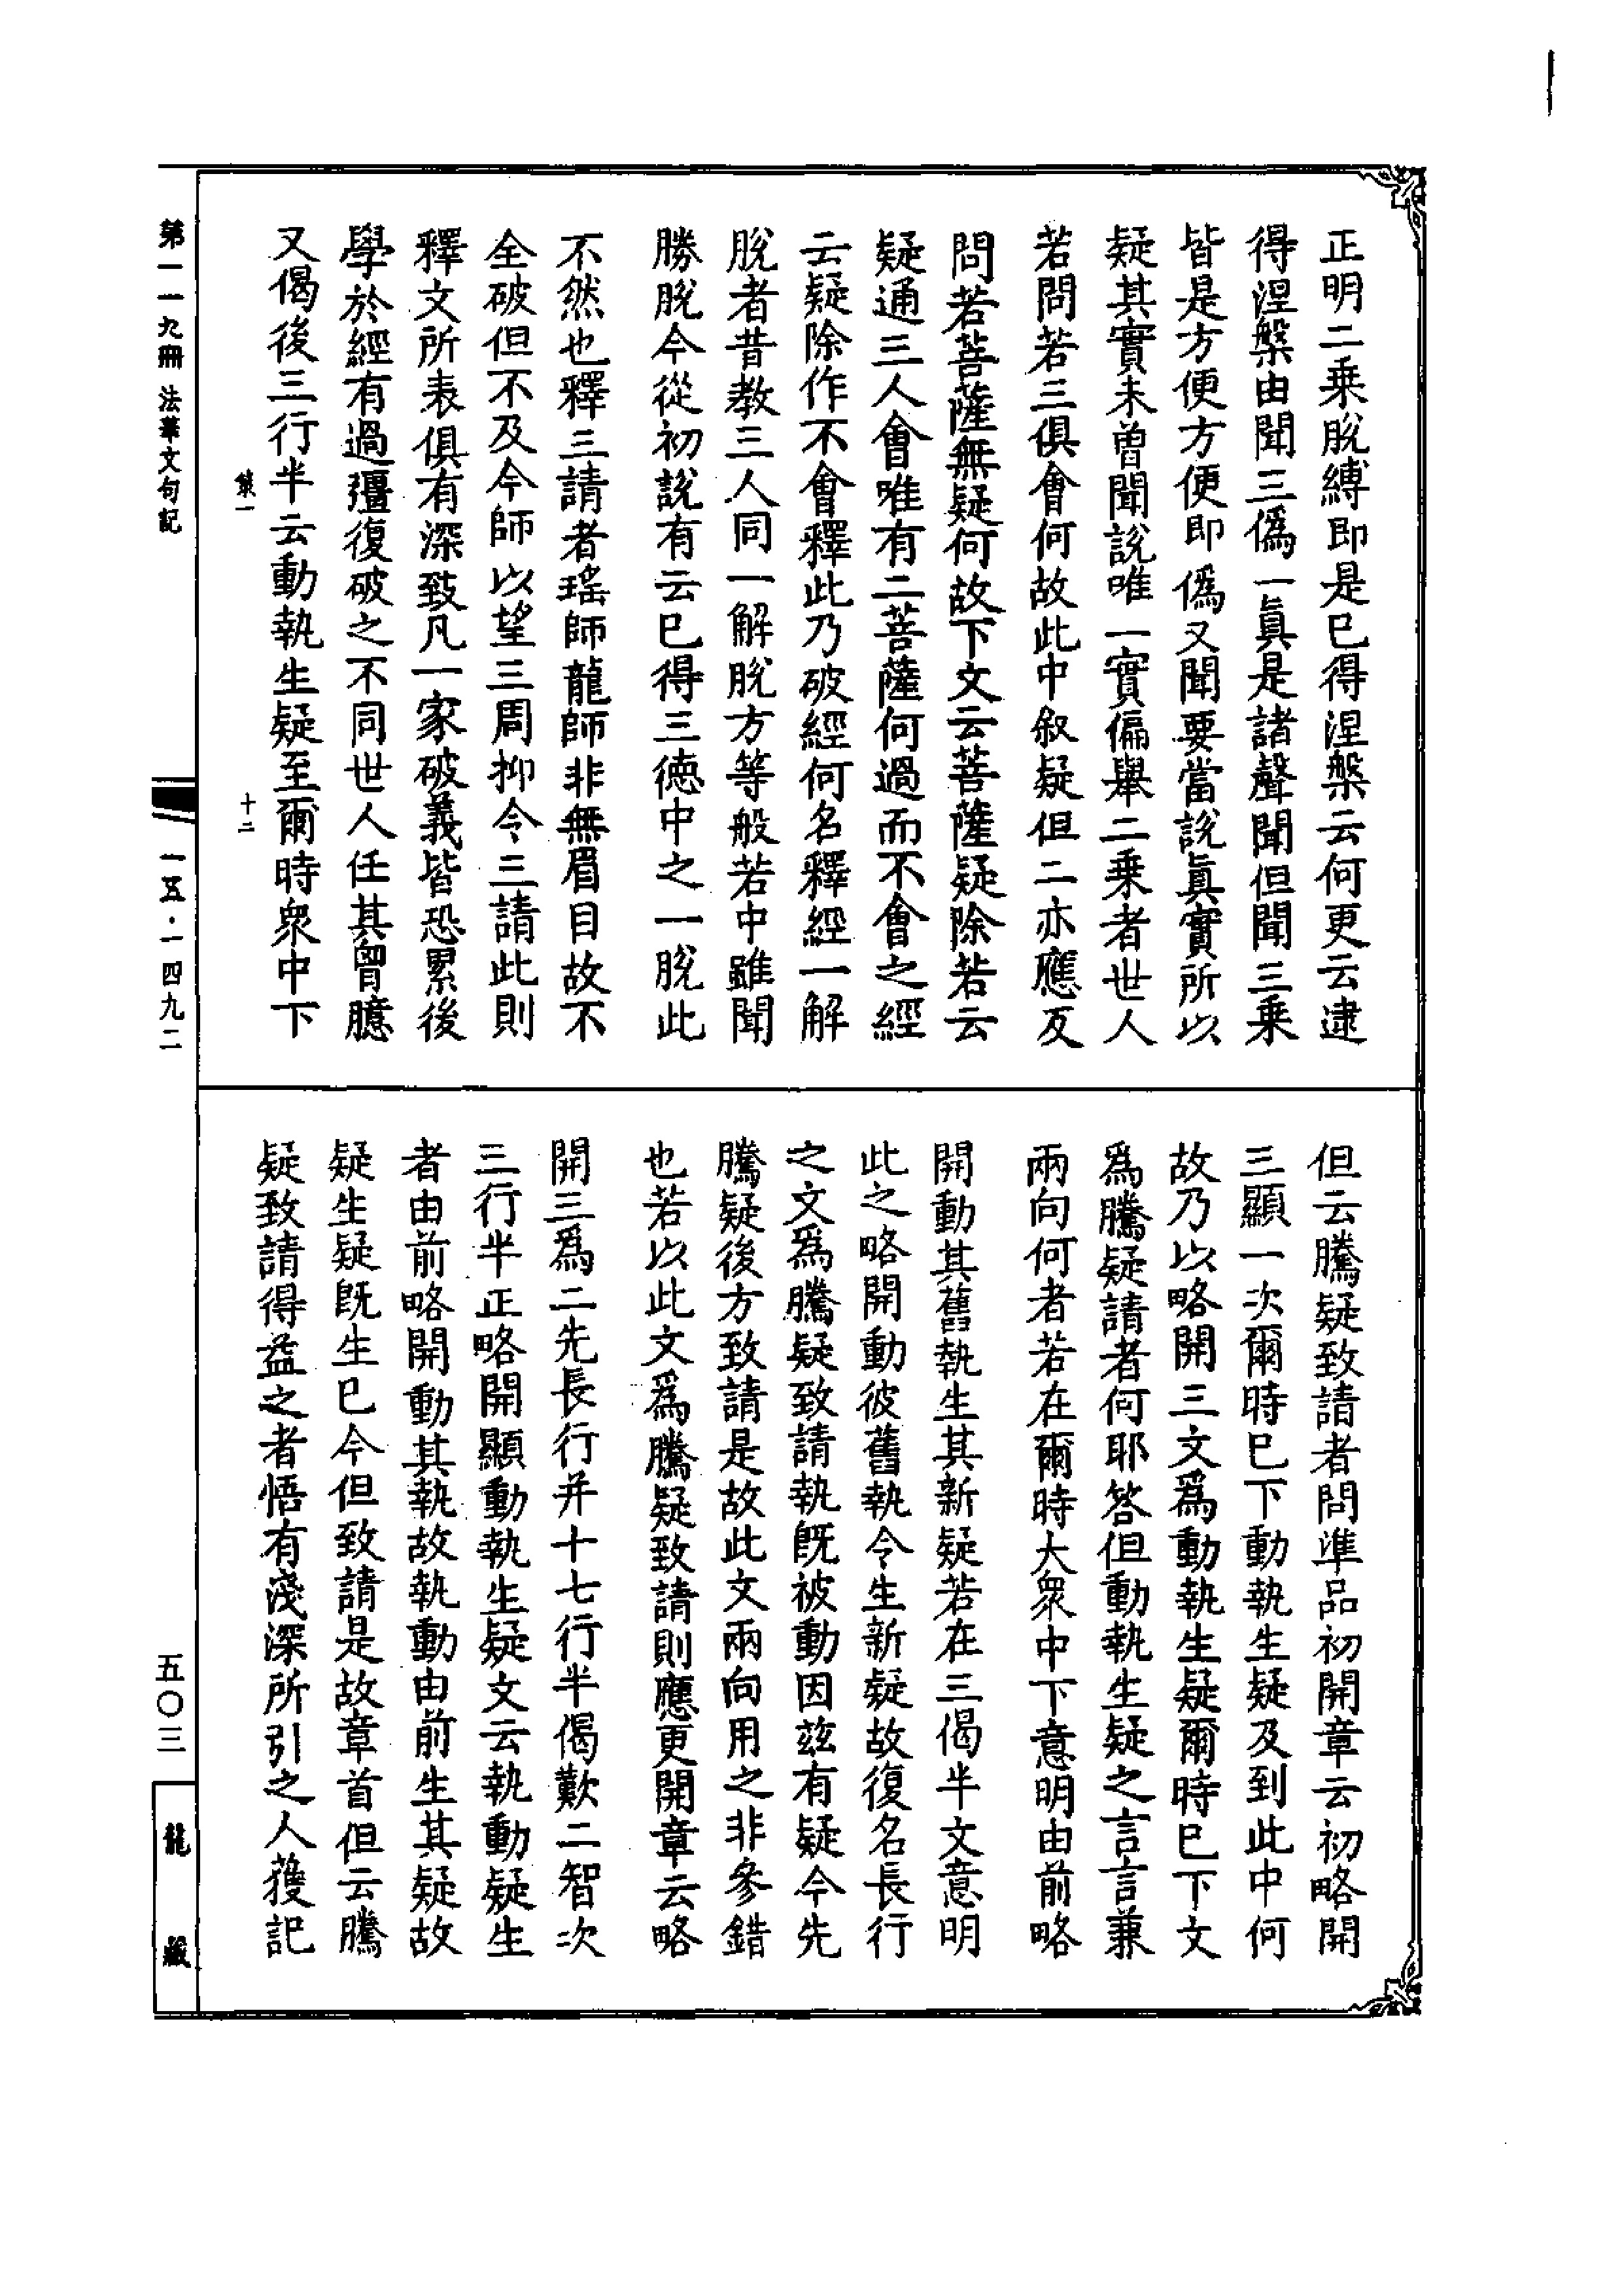 正明二乗脫縛即是巳得涅槃云何更云逮
得涅槃由聞三偽一眞是諸聲聞但聞三乗
皆是方便方便即偽又聞要當說眞實所以
疑其實未曾聞說唯一實偏舉二乗者世人
若問若三俱會何故此中叙疑但二亦應反
問若菩薩無疑何故下文云菩薩疑除若云
疑通三人會唯有二菩薩何過而不會之經
云疑除作不會釋此乃破經何名釋經一解
脫者昔教三人同一解脫方等般若中雖聞
勝脫今從初說有云巳得三德中之一脫此
不然也釋三請者瑤師龍師非無眉目故不
全破但不及今師以望三周抑令三請此則
釋文所表俱有深致凡一家破義皆恐累後
學於經有過彊復破之不同世人任其胷臆
又偈後三行半云動執生疑至爾時衆中下
但云騰疑致請者問準品初開章云初略開
三顯一次爾時巳下動執生疑及到此中何
故乃以略開三文爲動執生疑爾時巳下文
爲騰疑請者何耶答但動執生疑之言言兼
兩向何者若在爾時大衆中下意明由前略
開動其舊執生其新疑若在三偈半文意明
此之略開動彼舊執令生新疑故復名長行
之文爲騰疑致請執旣被動因兹有疑今先
騰疑後方致請是故此文兩向用之非參錯
也若以此文爲騰疑致請則應更開章云略
開三爲二先長行并十七行半偈歎二智次
三行半正略開顯動執生疑文云執動疑生
者由前略開動其執故執動由前生其疑故
疑生疑旣生巳今但致請是故章首但云騰
疑致請得益之者悟有淺深所引之人獲記
第一一九冊 法華文句記
一五·一四九二
五〇三
龍藏
十二